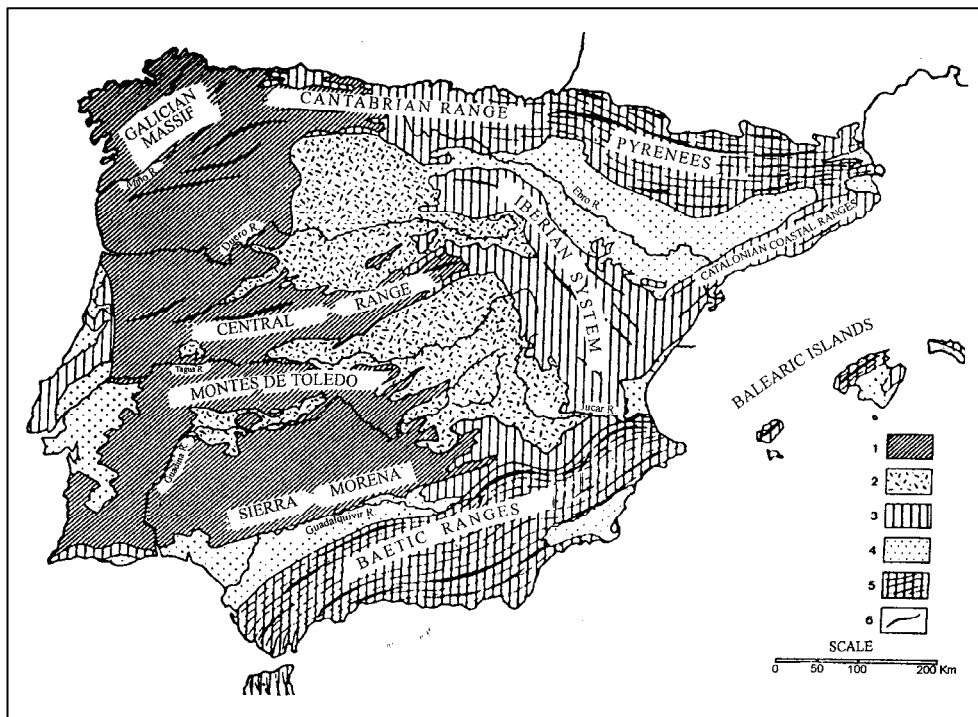 GALICIAN
MASSIF
CANTABRIAN RANGE
PYRENEES
Miño R.
Ebro R.
IBERIAN SYSTEM
CATALONIAN COASTAL RANGES
Duero R.
CENTRAL RANGE
Tagus R.
MONTES DE TOLEDO
Jucar R.
BALEARIC ISLANDS
Guadiana R.
SIERRA MORENA
Guadalquivir R.
BAETIC RANGES
1
2
3
4
5
6
SCALE
0 50 100 200 Km